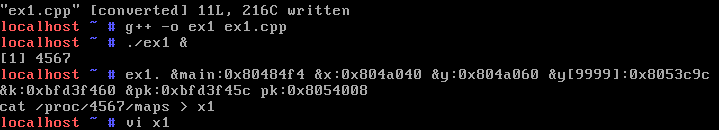 "ex1.cpp" [converted] 11L, 216C written
localhost ~ # g++ -o ex1 ex1.cpp
localhost ~ # ./ex1 &
[1] 4567
localhost ~ # ex1. &main:0x80484f4 &x:0x804a040 &y:0x804a060 &y[9999]:0x8053c9c
&k:0xbfd3f460 &pk:0xbfd3f45c pk:0x8054008
cat /proc/4567/maps > x1
localhost ~ # vi x1